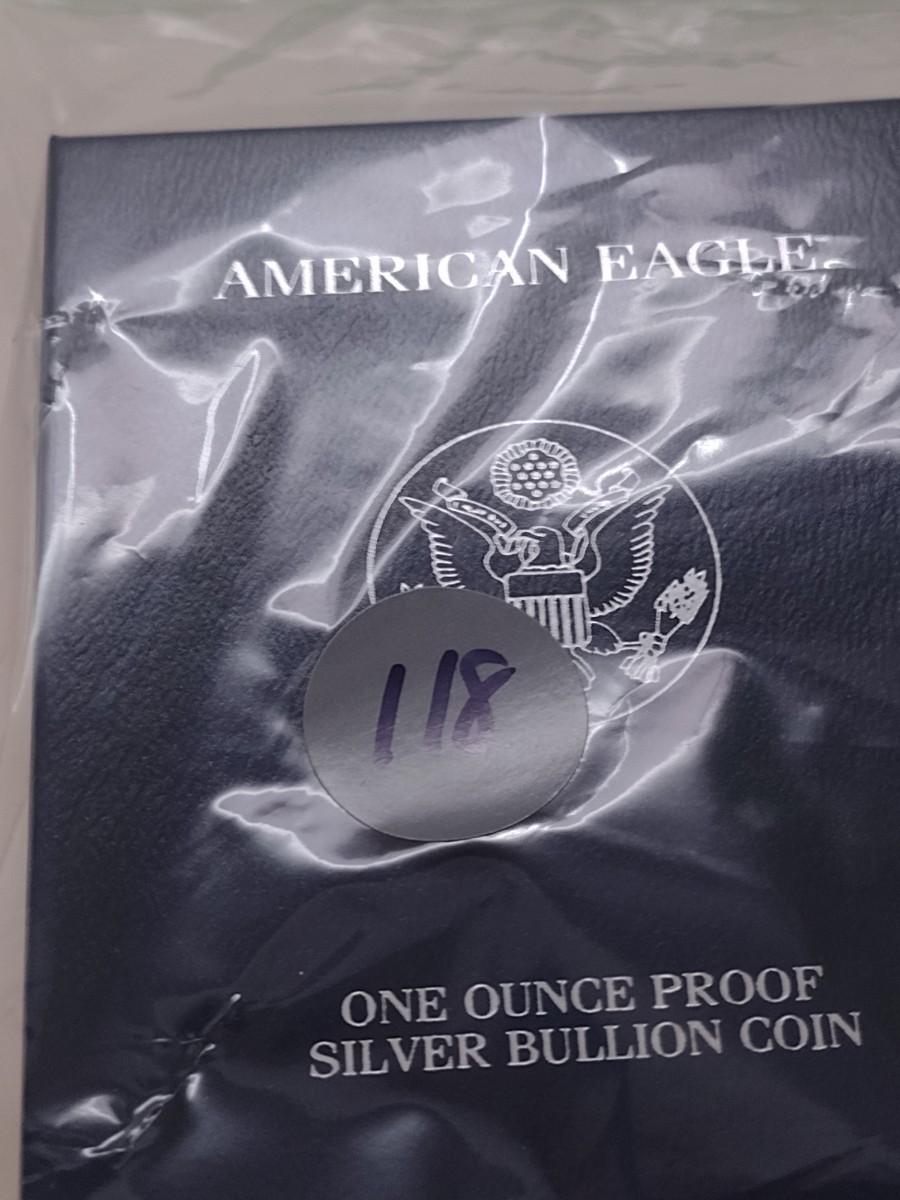 AMERICAN EAGLE
118
ONE OUNCE PROOF
SILVER BULLION COIN